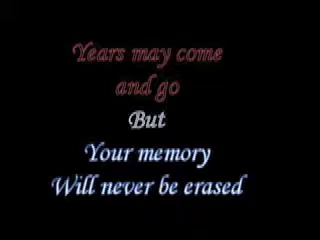 Years may come
and go
But
Your memory
Will never be erased